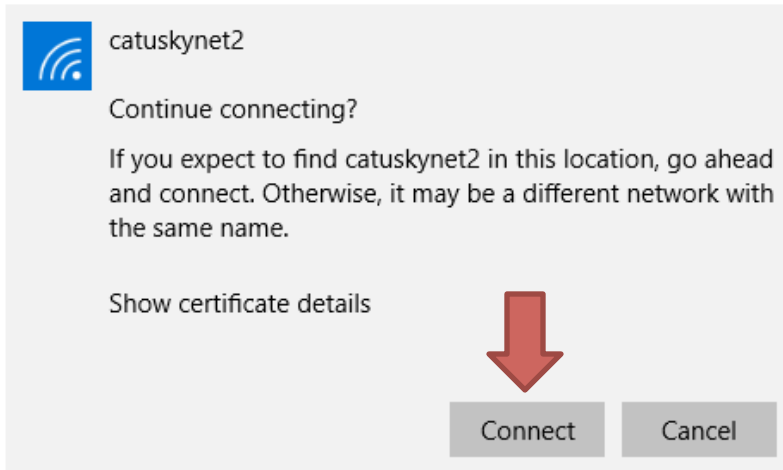 catuskynet2
Continue connecting?
If you expect to find catuskynet2 in this location, go ahead
and connect. Otherwise, it may be a different network with
the same name.
Show certificate details
Connect
Cancel